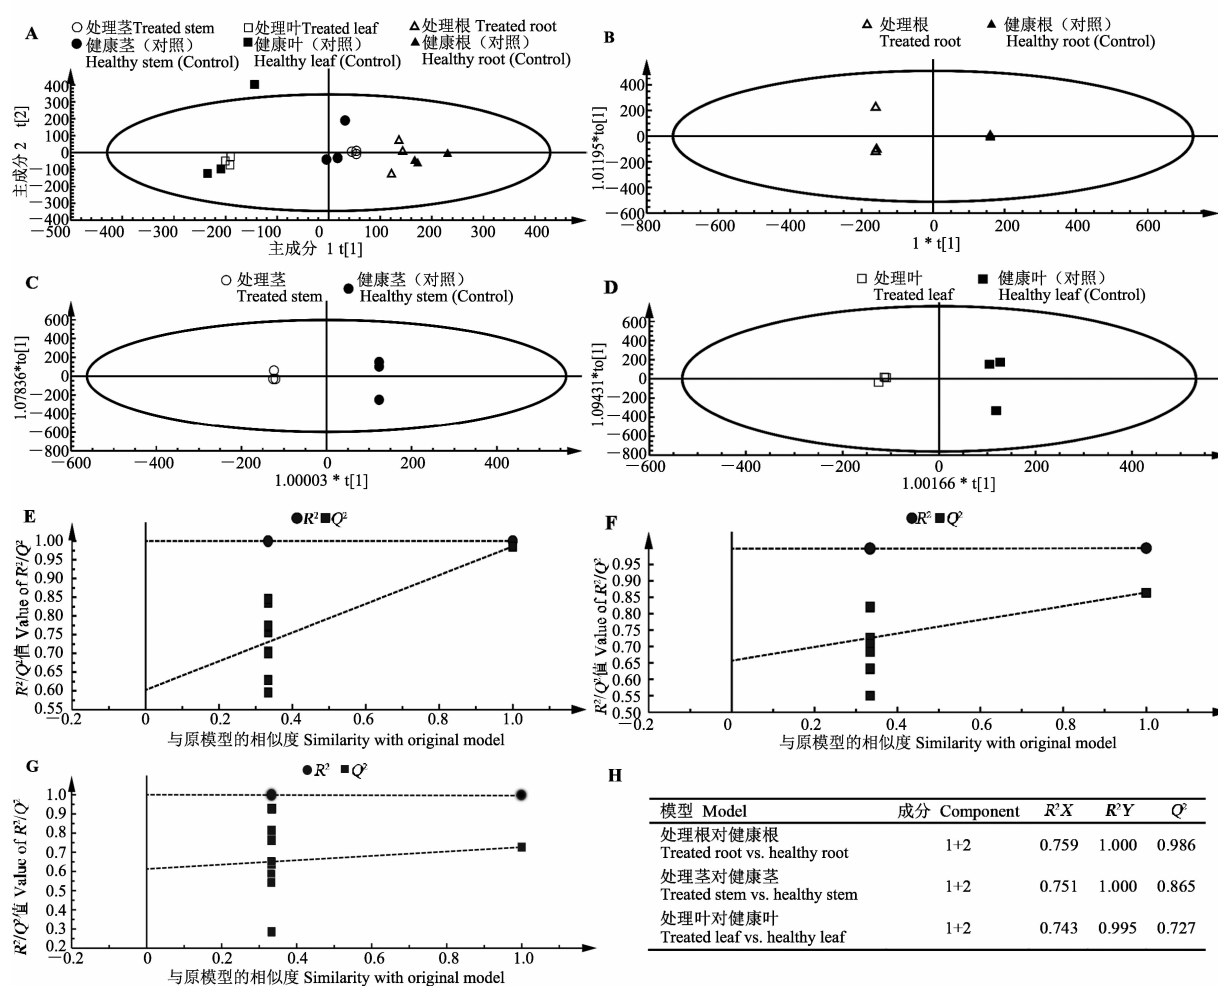 A
处理茎Treated stem
处理叶Treated leaf
处理根 Treated root
健康茎（对照）
Healthy stem (Control)
健康叶（对照）
Healthy leaf (Control)
健康根（对照）
Healthy root (Control)
主成分 2 t[2]
400
300
200
100
0
−100
−200
−300
−400
−500
−400
−300
−200
−100
0
100
200
300
400
主成分 1 t[1]
B
处理根
Treated root
健康根（对照）
Healthy root (Control)
1.01195*to[1]
400
200
0
−200
−400
−600
−800
−600
−400
−200
0
200
400
600
1 * t[1]
C
处理茎
Treated stem
健康茎（对照）
Healthy stem (Control)
1.07836*to[1]
600
400
200
0
−200
−400
−600
−800
−600
−400
−200
0
200
400
1.00003 * t[1]
D
处理叶
Treated leaf
健康叶（对照）
Healthy leaf (Control)
1.09431*to[1]
600
400
200
0
−200
−400
−600
−800
−600
−400
−200
0
200
400
1.00166 * t[1]
E
R² Q²
R²/Q²值 Value of R²/Q²
1.00
0.95
0.90
0.85
0.80
0.75
0.70
0.65
0.60
0.55
−0.2
0
0.2
0.4
0.6
0.8
1.0
与原模型的相似度 Similarity with original model
F
R² Q²
R²/Q²值 Value of R²/Q²
0.95
0.90
0.85
0.80
0.75
0.70
0.65
0.60
0.55
0.50
−0.2
0
0.2
0.4
0.6
0.8
1.0
与原模型的相似度 Similarity with original model
G
R² Q²
R²/Q²值 Value of R²/Q²
1.0
0.9
0.8
0.7
0.6
0.5
0.4
0.3
0.2
−0.2
0
0.2
0.4
0.6
0.8
1.0
与原模型的相似度 Similarity with original model
H
模型 Model 成分 Component R²X R²Y Q²
处理根对健康根
Treated root vs. healthy root 1+2 0.759 1.000 0.986
处理茎对健康茎
Treated stem vs. healthy stem 1+2 0.751 1.000 0.865
处理叶对健康叶
Treated leaf vs. healthy leaf 1+2 0.743 0.995 0.727